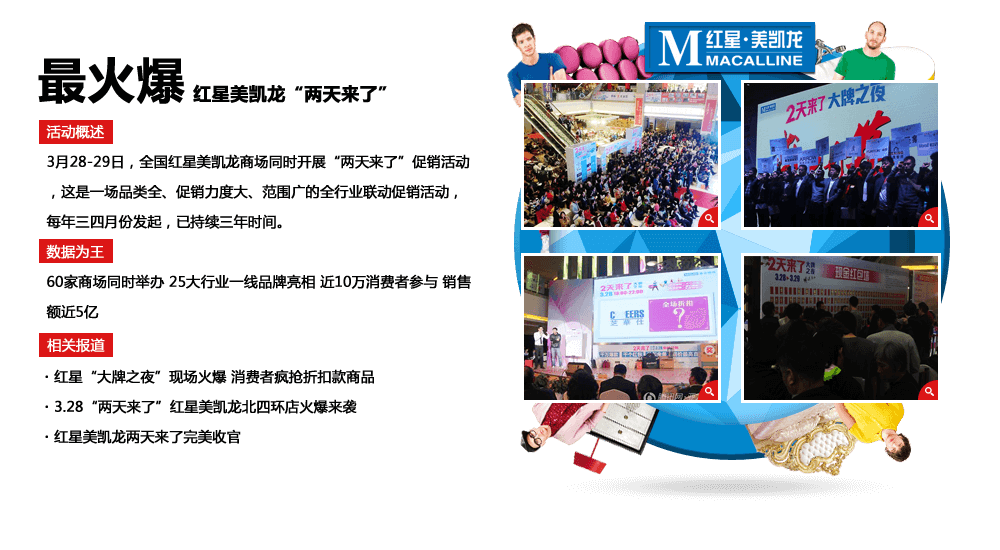 最火爆 红星美凯龙“两天来了”
活动概述
3月28-29日，全国红星美凯龙商场同时开展“两天来了”促销活动
，这是一场品类全、促销力度大、范围广的全行业联动促销活动，
每年三四月份发起，已持续三年时间。
数据为王
60家商场同时举办 25大行业一线品牌亮相 近10万消费者参与 销售
额近5亿
相关报道
· 红星“大牌之夜”现场火爆 消费者疯抢折扣款商品
· 3.28“两天来了”红星美凯龙北四环店火爆来袭
· 红星美凯龙两天来了完美收官
M 红星·美凯龙
MACALLINE
2天来了 大牌之夜
2天来了
3.28
全场折扣
?
CHEERS
芝华仕
2天来了
3.28
现金红包墙